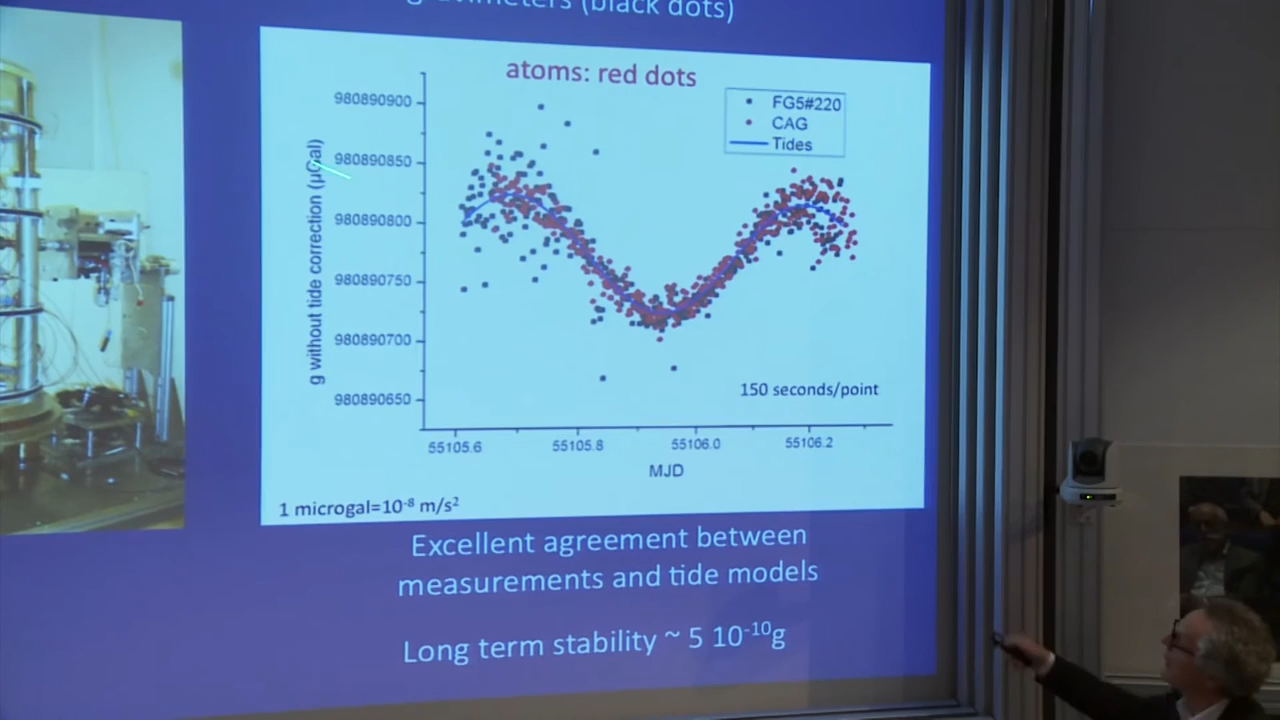 (black dots)
atoms: red dots
FG5#220
CAG
Tides
g without tide correction (μGal)
980890900
980890850
980890800
980890750
980890700
980890650
150 seconds/point
55105.6 55105.8 55106.0 55106.2
MJD
1 microgal=10⁻⁸ m/s²
Excellent agreement between
measurements and tide models
Long term stability ~ 5 10⁻¹⁰g